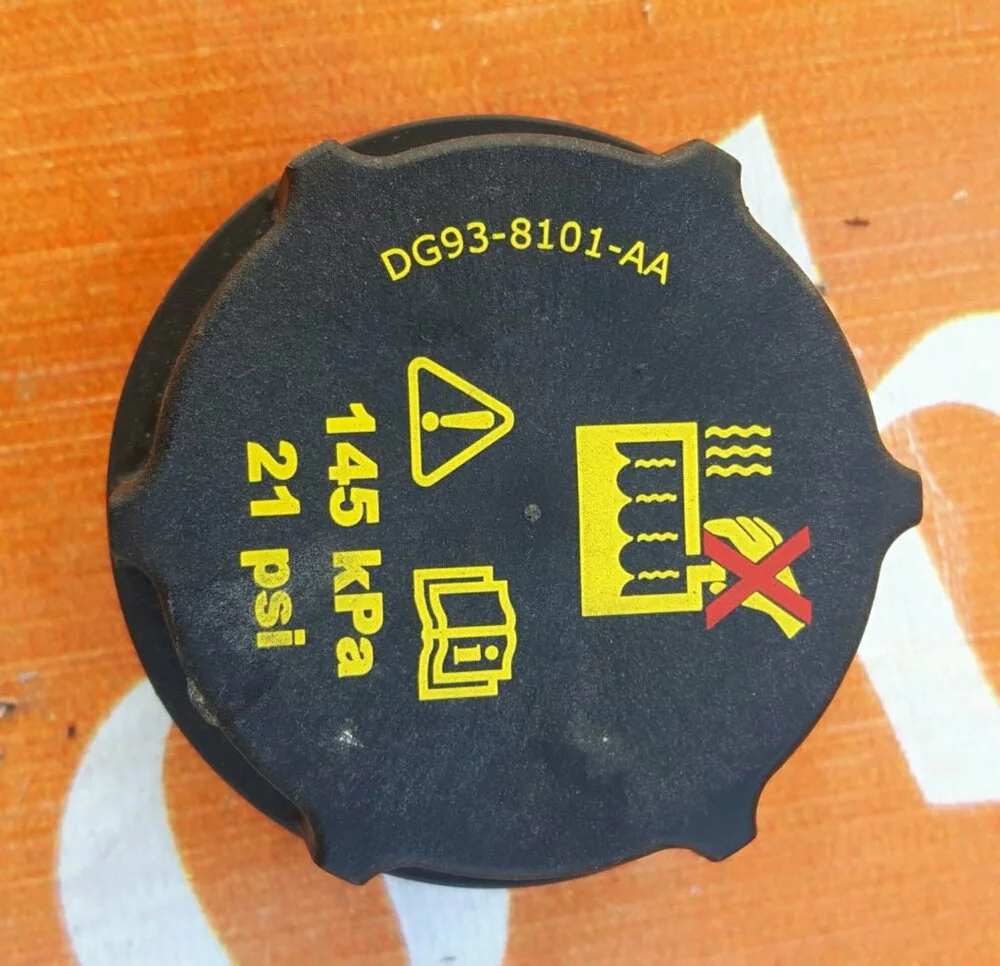 DG93-8101-AA
145 kPa
21 psi
i